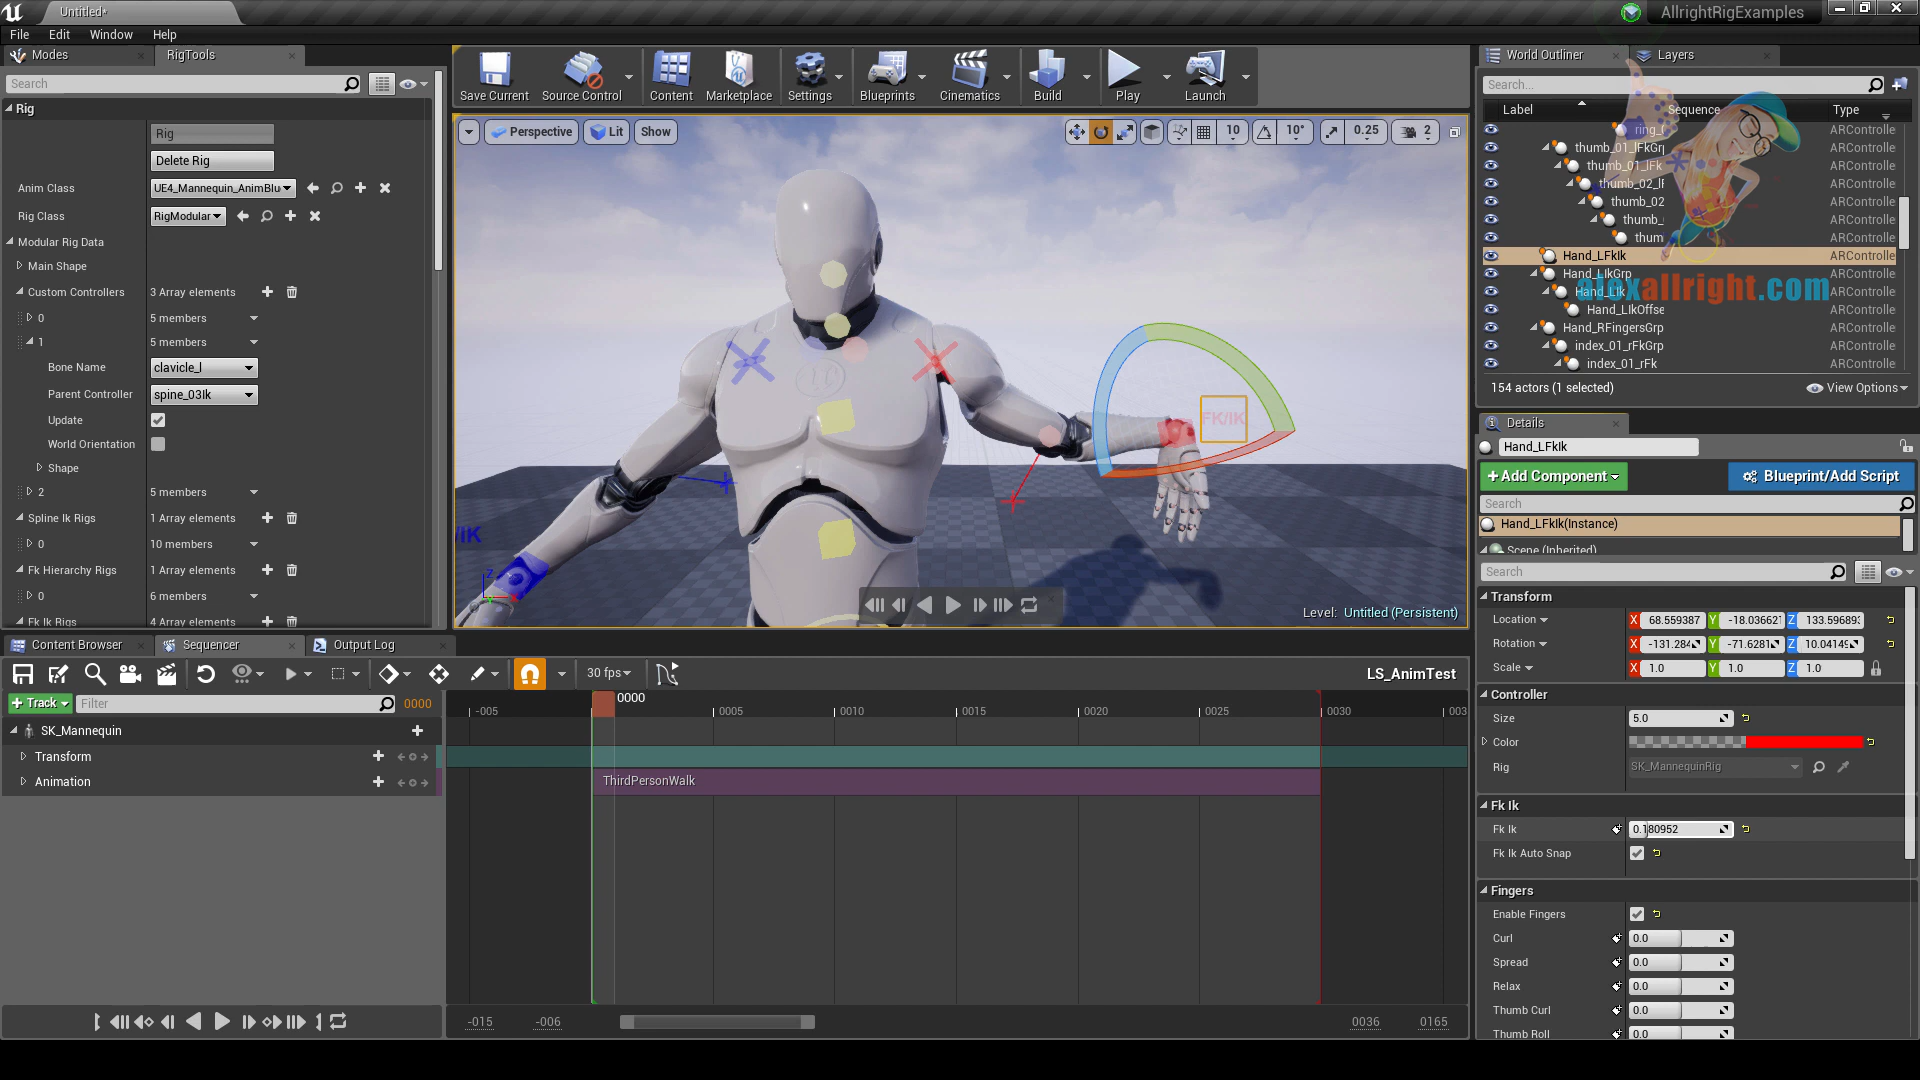 Untitled*
AllrightRigExamples
File Edit Window Help
Modes
RigTools
Search
Rig
Rig
Delete Rig
Anim Class
UE4_Mannequin_AnimBlu
Rig Class
RigModular
Modular Rig Data
Main Shape
Custom Controllers
3 Array elements
0
5 members
1
5 members
Bone Name
clavicle_l
Parent Controller
spine_03Ik
Update
World Orientation
Shape
2
5 members
Spline Ik Rigs
1 Array elements
0
10 members
Fk Hierarchy Rigs
1 Array elements
0
6 members
Fk Ik Rigs
4 Array elements
Save Current
Source Control
Content
Marketplace
Settings
Blueprints
Cinematics
Build
Play
Launch
Perspective
Lit
Show
10
10°
0.25
2
FK/IK
/IK
Z
Level: Untitled (Persistent)
World Outliner
Layers
Search...
Label
Sequence
Type
ring_
ARControlle
thumb_01_lFkGrp
ARControlle
thumb_01_lFk
ARControlle
thumb_02_lF
ARControlle
thumb_02
ARControlle
thumb_
ARControlle
thum
ARControlle
Hand_LFkIk
ARControlle
Hand_LIkGrp
ARControlle
Hand_LIk
ARControlle
alexallright.com
Hand_LIkOffse
ARControlle
Hand_RFingersGrp
ARControlle
index_01_rFkGrp
ARControlle
index_01_rFk
ARControlle
154 actors (1 selected)
View Options
Details
Hand_LFkIk
+Add Component
Blueprint/Add Script
Search
Hand_LFkIk(Instance)
Scene (Inherited)
Search
Transform
Location
X 68.559387 Y -18.036621 Z 133.59689
Rotation
X -131.284 Y -71.6281 Z 10.04149
Scale
X 1.0 Y 1.0 Z 1.0
Controller
Size
5.0
Color
Rig
SK_MannequinRig
Fk Ik
Fk Ik
0.180952
Fk Ik Auto Snap
Fingers
Enable Fingers
Curl
0.0
Spread
0.0
Relax
0.0
Thumb Curl
0.0
Thumb Roll
0.0
Content Browser
Sequencer
Output Log
30 fps
LS_AnimTest
+ Track
Filter
0000
0000
-005 0005 0010 0015 0020 0025 0030 003
SK_Mannequin
Transform
Animation
ThirdPersonWalk
-015
-006
0036
0165